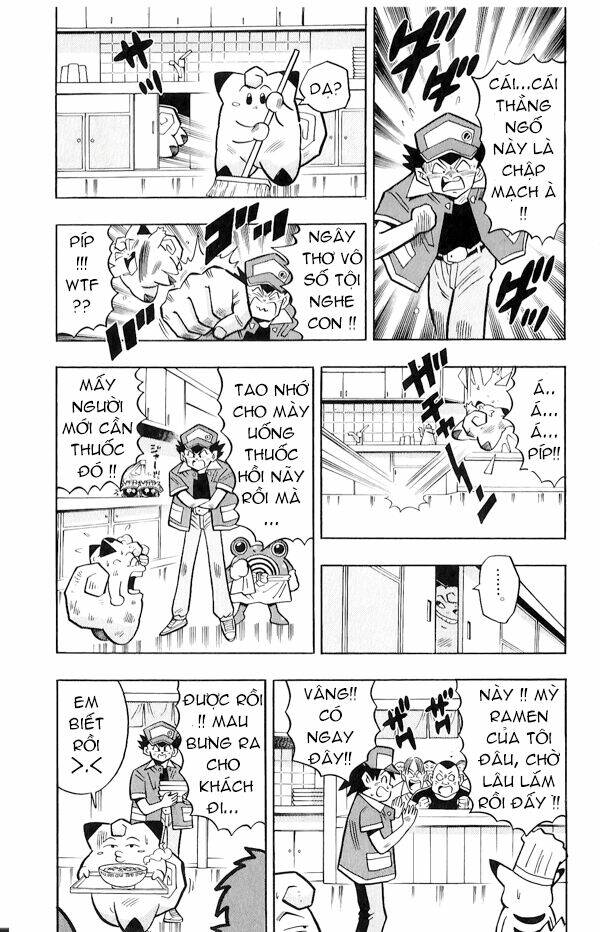 CÁI...CÁI
THẰNG
NGỐ
NÀY LÀ
CHẬP
MẠCH À
!!
DẠ?
NGÂY
THƠ VÔ
SỐ TỘI
NGHE
CON !!
PÍP
!!!
WTF
??
Á..
Á...
Á...
PÍP!!
TAO NHỚ
CHO MÀY
UỐNG
THUỐC
HỒI NÃY
RỒI MÀ
...
MẤY
NGƯỜI
MỚI CẦN
THUỐC
ĐÓ !!
......
NÀY !! MỲ
RAMEN
CỦA TÔI
ĐÂU, CHỜ
LÂU LẮM
RỒI ĐẤY !!
VÂNG!!
CÓ
NGAY
ĐÂY!!
ĐƯỢC RỒI
!! MAU
BUNG RA
CHO
KHÁCH
ĐI...
EM
BIẾT
RỒI
>.<